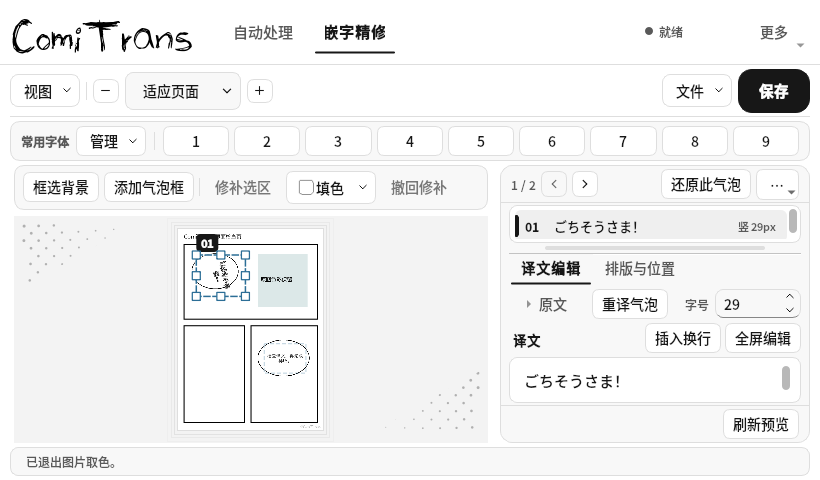 ComiTrans
自动处理
嵌字精修
就绪
更多
视图
适应页面
文件
保存
常用字体
管理
1
2
3
4
5
6
7
8
9
框选背景
添加气泡框
修补选区
填色
撤回修补
1 / 2
还原此气泡
...
01 ごちそうさま！ 竖 29px
01
译文编辑
排版与位置
原文
重译气泡
字号
29
译文
插入换行
全屏编辑
ごちそうさま！
刷新预览
已退出图片取色。